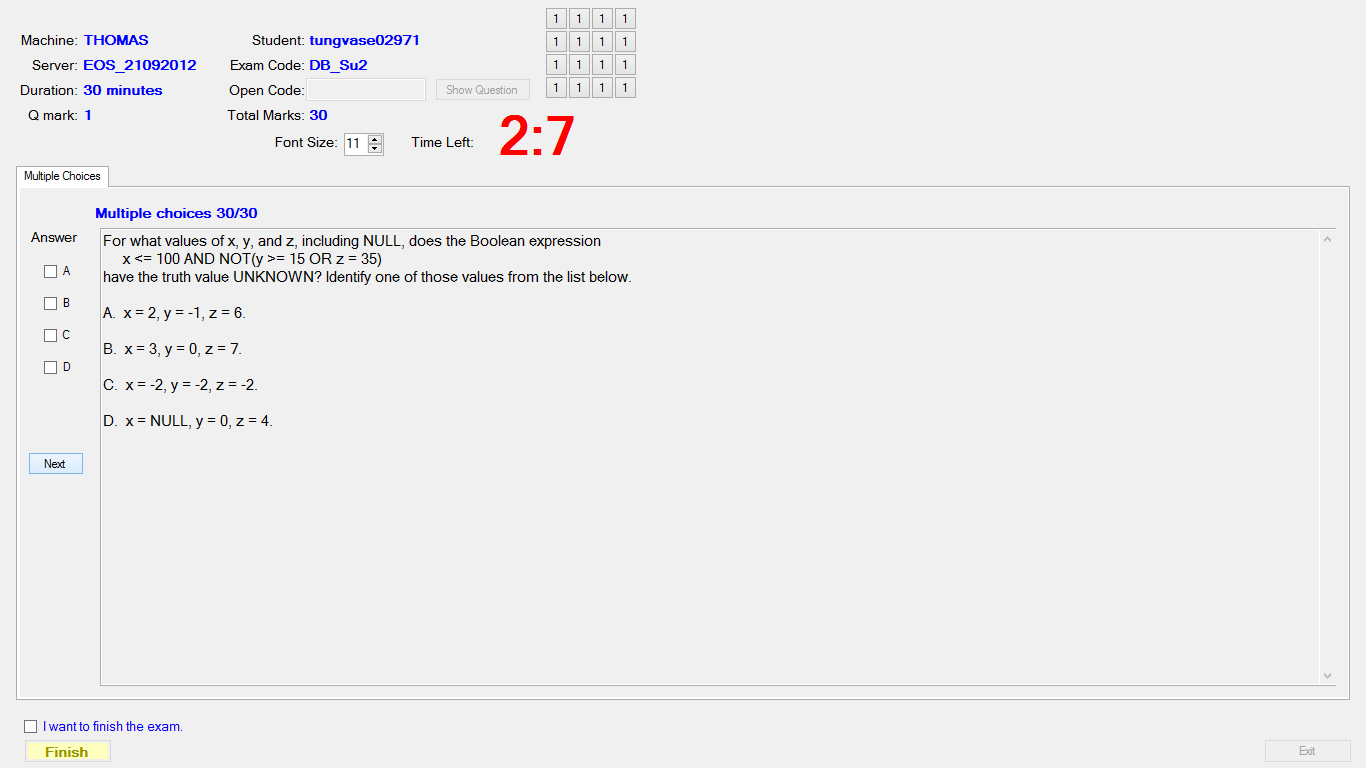 Machine: THOMAS
Student: tungvase02971
Server: EOS_21092012
Exam Code: DB_Su2
Duration: 30 minutes
Open Code:
Show Question
Q mark: 1
Total Marks: 30
1 1 1 1
1 1 1 1
1 1 1 1
1 1 1 1
Font Size: 11
Time Left: 2:7
Multiple Choices
Multiple choices 30/30
Answer
A
B
C
D
Next
For what values of x, y, and z, including NULL, does the Boolean expression
x <= 100 AND NOT(y >= 15 OR z = 35)
have the truth value UNKNOWN? Identify one of those values from the list below.
A. x = 2, y = -1, z = 6.
B. x = 3, y = 0, z = 7.
C. x = -2, y = -2, z = -2.
D. x = NULL, y = 0, z = 4.
I want to finish the exam.
Finish
Exit